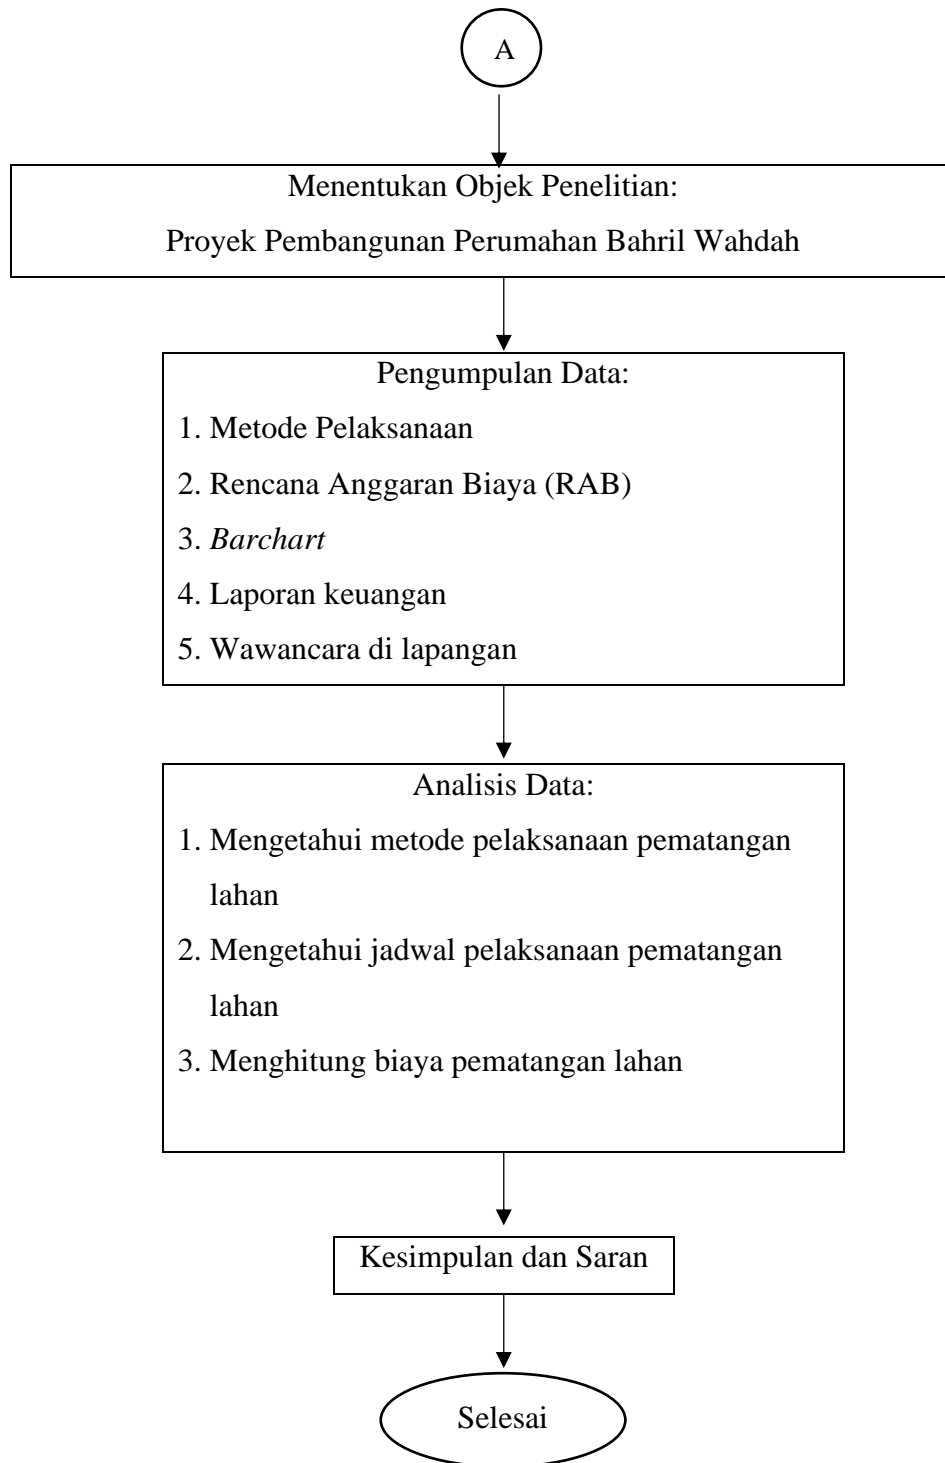 A
Menentukan Objek Penelitian:
Proyek Pembangunan Perumahan Bahril Wahdah
Pengumpulan Data:
1. Metode Pelaksanaan
2. Rencana Anggaran Biaya (RAB)
3. Barchart
4. Laporan keuangan
5. Wawancara di lapangan
Analisis Data:
1. Mengetahui metode pelaksanaan pematangan
lahan
2. Mengetahui jadwal pelaksanaan pematangan
lahan
3. Menghitung biaya pematangan lahan
Kesimpulan dan Saran
Selesai